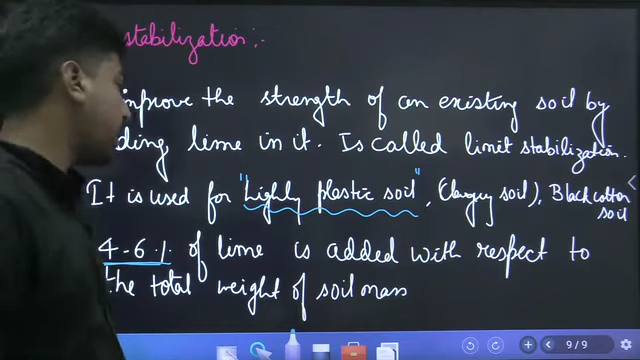 stabilization:-
improve the strength of an existing soil by
ding lime in it. Is called limit stabilization.
It is used for "highly plastic soil", (Clayey soil), Black cotton
soil
4-6% of lime is added with respect to
the total weight of soil mass
9/9